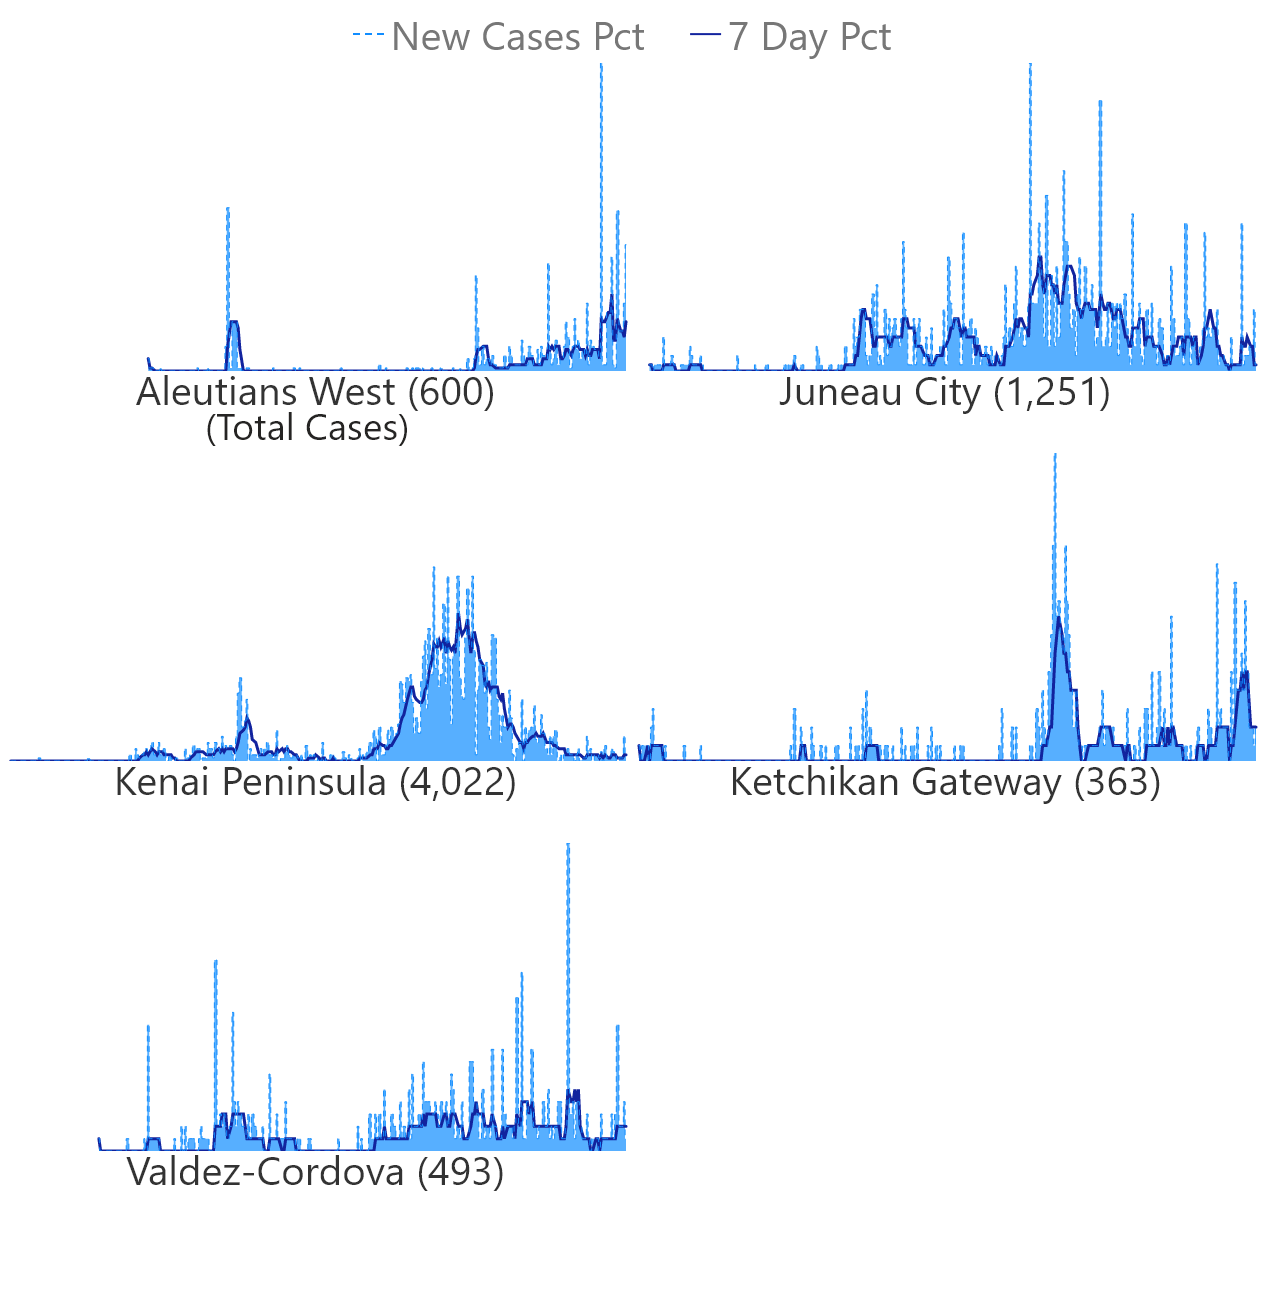 New Cases Pct 7 Day Pct
Aleutians West (600)
(Total Cases)
Juneau City (1,251)
Kenai Peninsula (4,022)
Ketchikan Gateway (363)
Valdez-Cordova (493)